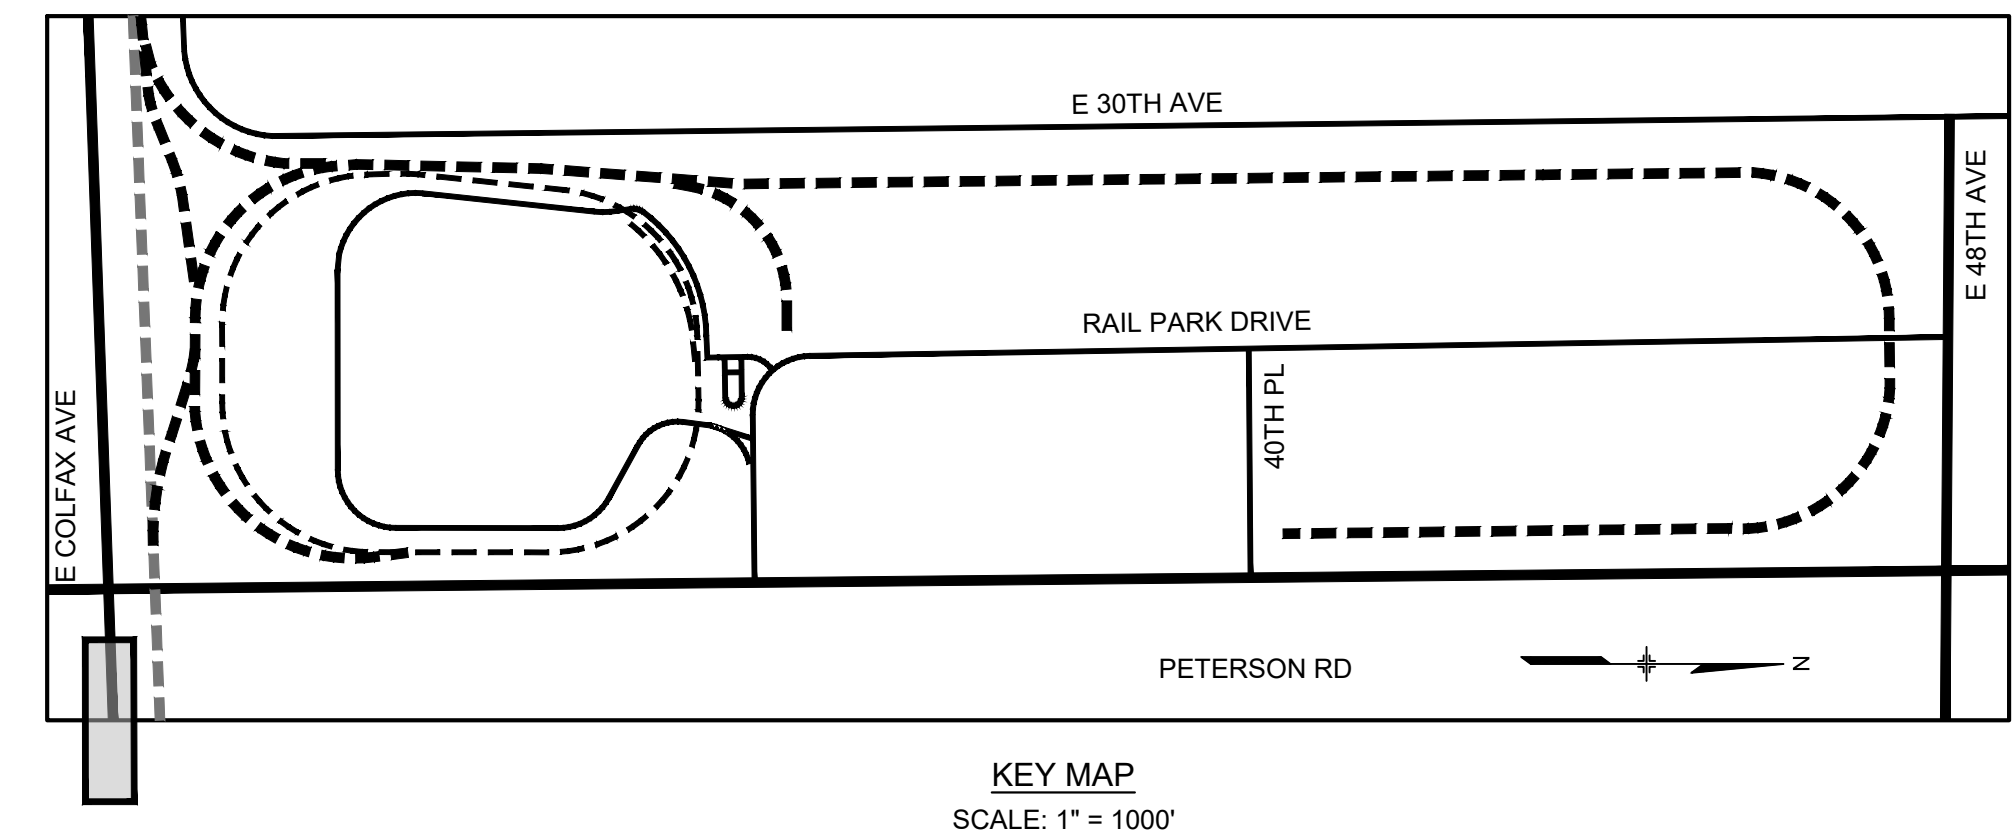 E 30TH AVE
E 48TH AVE
RAIL PARK DRIVE
40TH PL
E COLFAX AVE
PETERSON RD
N
KEY MAP
SCALE: 1" = 1000'